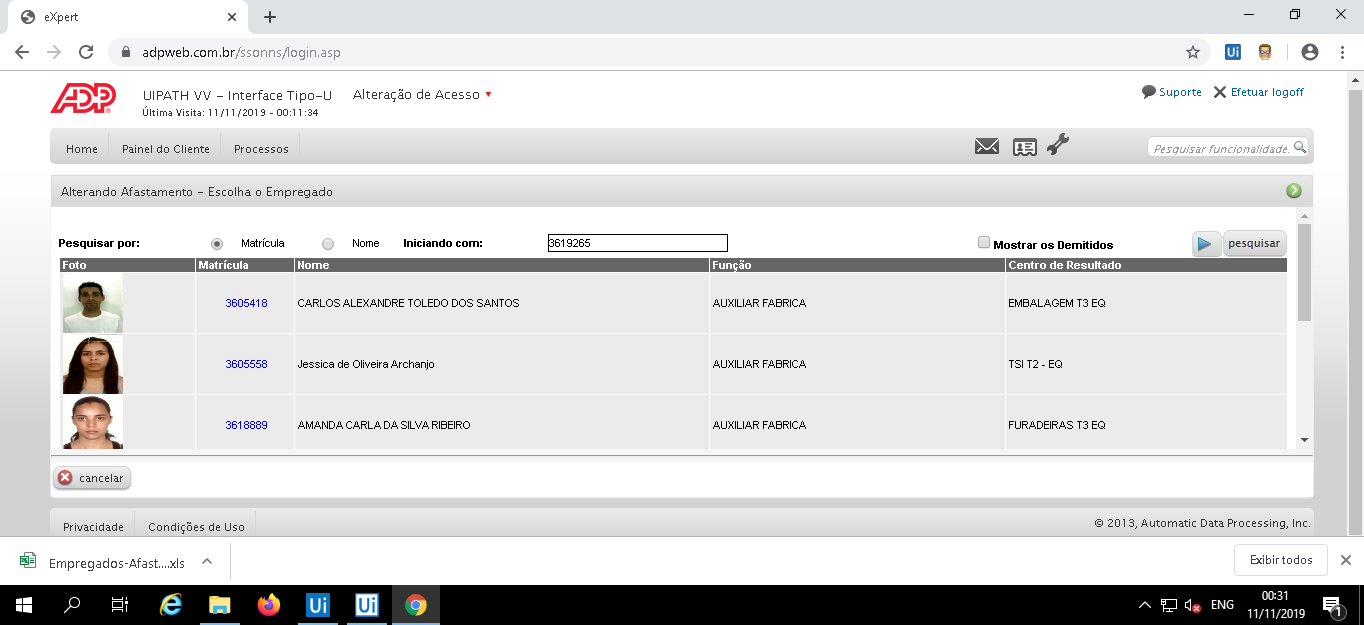 eXpert
adpweb.com.br/ssonns/login.asp
Ui
ADP
UIPATH VV - Interface Tipo-U
Alteração de Acesso
Última Visita: 11/11/2019 - 00:11:34
Suporte
Efetuar logoff
Home
Painel do Cliente
Processos
Pesquisar funcionalidade.
Alterando Afastamento - Escolha o Empregado
Pesquisar por: Matrícula Nome Iniciando com: 3619265 Mostrar os Demitidos pesquisar
Foto Matrícula Nome Função Centro de Resultado
3605418 CARLOS ALEXANDRE TOLEDO DOS SANTOS AUXILIAR FABRICA EMBALAGEM T3 EQ
3605558 Jessica de Oliveira Archanjo AUXILIAR FABRICA TSI T2 - EQ
3618889 AMANDA CARLA DA SILVA RIBEIRO AUXILIAR FABRICA FURADEIRAS T3 EQ
cancelar
Privacidade
Condições de Uso
© 2013, Automatic Data Processing, Inc.
Empregados-Afast....xls
Exibir todos
Ui
Ui
ENG
00:31
11/11/2019
1